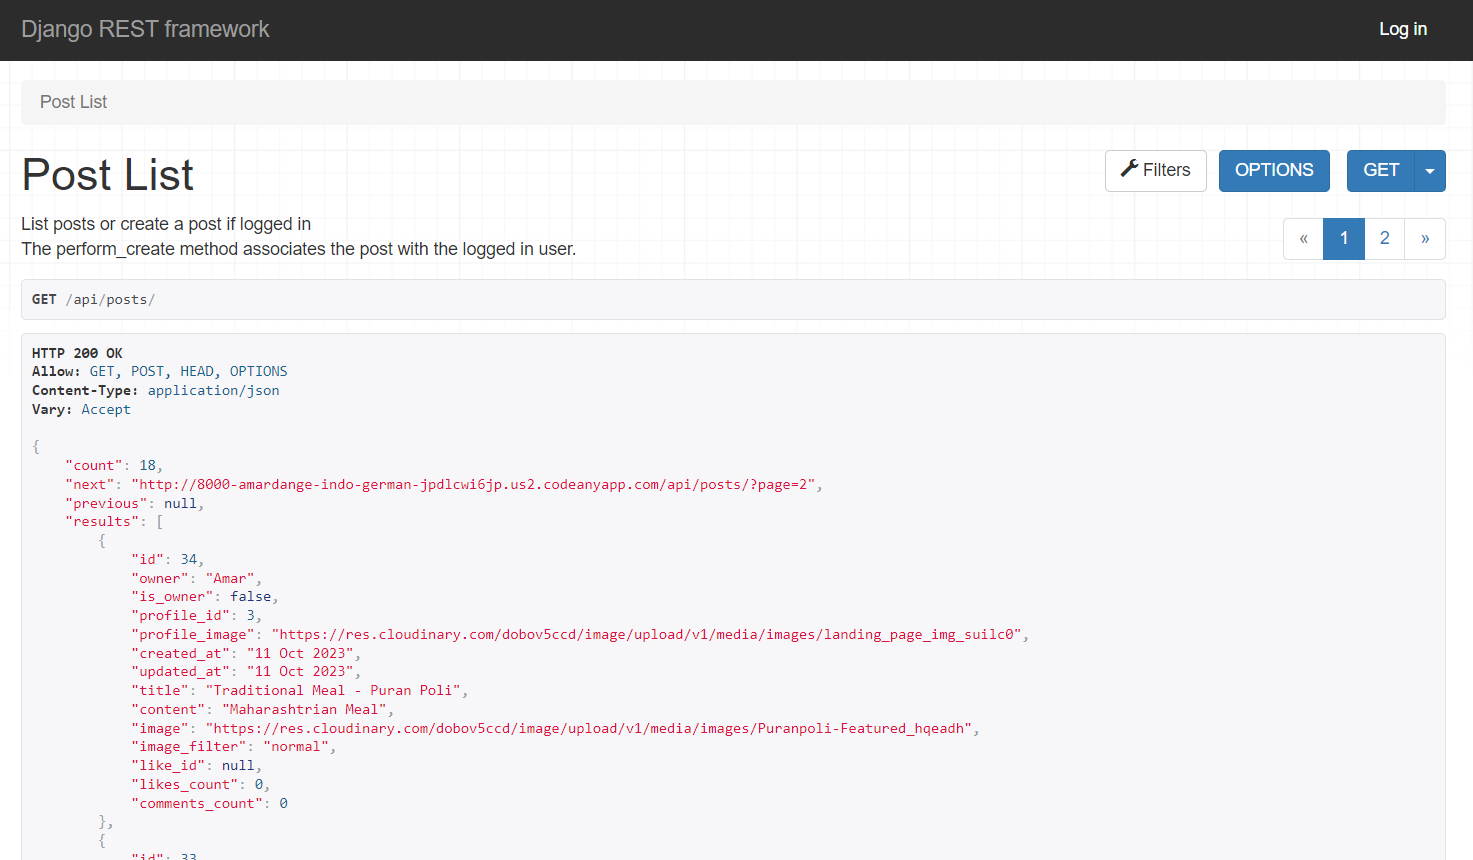 Django REST framework
Log in
Post List
Post List
Filters
OPTIONS
GET
List posts or create a post if logged in
The perform_create method associates the post with the logged in user.
« 1 2 »
GET /api/posts/
HTTP 200 OK
Allow: GET, POST, HEAD, OPTIONS
Content-Type: application/json
Vary: Accept
{
    "count": 18,
    "next": "http://8000-amardange-indo-german-jpdlcwi6jp.us2.codeanyapp.com/api/posts/?page=2",
    "previous": null,
    "results": [
        {
            "id": 34,
            "owner": "Amar",
            "is_owner": false,
            "profile_id": 3,
            "profile_image": "https://res.cloudinary.com/dobov5ccd/image/upload/v1/media/images/landing_page_img_suilc0",
            "created_at": "11 Oct 2023",
            "updated_at": "11 Oct 2023",
            "title": "Traditional Meal - Puran Poli",
            "content": "Maharashtrian Meal",
            "image": "https://res.cloudinary.com/dobov5ccd/image/upload/v1/media/images/Puranpoli-Featured_hqeadh",
            "image_filter": "normal",
            "like_id": null,
            "likes_count": 0,
            "comments_count": 0
        },
        {
            "id": 33,